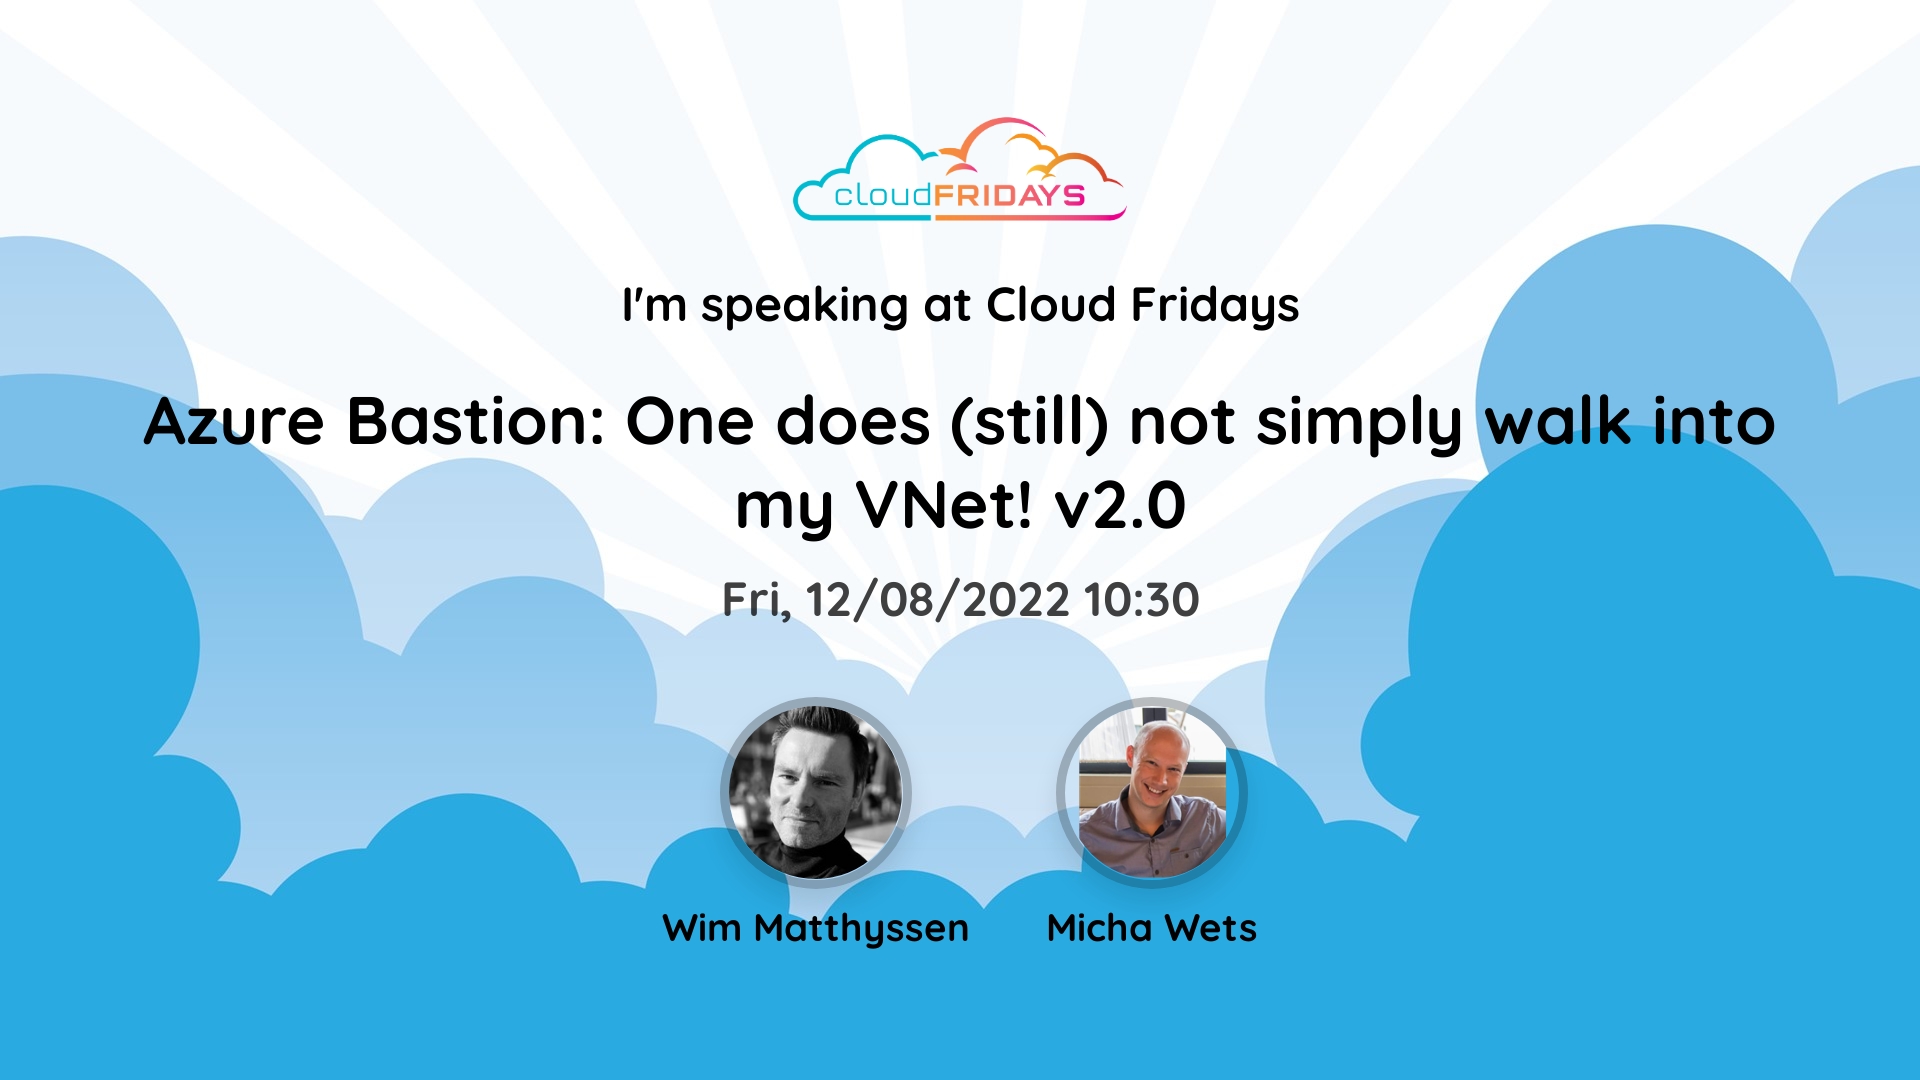 cloudFRIDAYS
I'm speaking at Cloud Fridays
Azure Bastion: One does (still) not simply walk into
my VNet! v2.0
Fri, 12/08/2022 10:30
Wim Matthyssen
Micha Wets